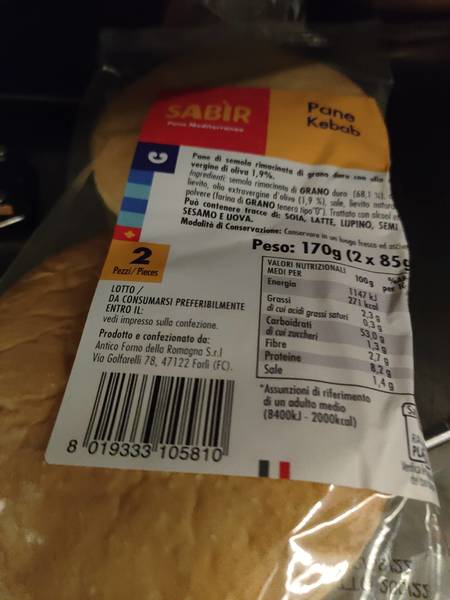 SABÌR
Pane Mediterraneo
Pane
Kebab
Pane di semola rimacinata di grano duro con olio
vergine di oliva 1,9%.
Ingredienti: semola rimacinata di GRANO duro (68,1 %),
lievito, olio extravergine d'oliva (1,9 %), sale, lievito
polvere (farina di GRANO tenero tipo"0"). Trattato con alcool
Può contenere tracce di: SOIA, LATTE, LUPINO, SEMI
SESAMO E UOVA.
Modalità di Conservazione: Conservare in un luogo fresco ed
Peso: 170g (2 x 85g
2
Pezzi/Pieces
VALORI NUTRIZIONALI
MEDI PER 100g
Energia 1147 kJ
271 kcal
Grassi 2,3 g
di cui acidi grassi saturi 0,3 g
Carboidrati 53,0 g
di cui zuccheri 1,3 g
Fibre 2,7 g
Proteine 8,2 g
Sale 1,4 g
LOTTO /
DA CONSUMARSI PREFERIBILMENTE
ENTRO IL:
vedi impresso sulla confezione.
Prodotto e confezionato da:
Antico Forno della Romagna S.r.l
Via Golfarelli 78, 47122 Forlì (FC).
*Assunzioni di riferimento
di un adulto medio
(8400kJ - 2000kcal)
8 019333 105810